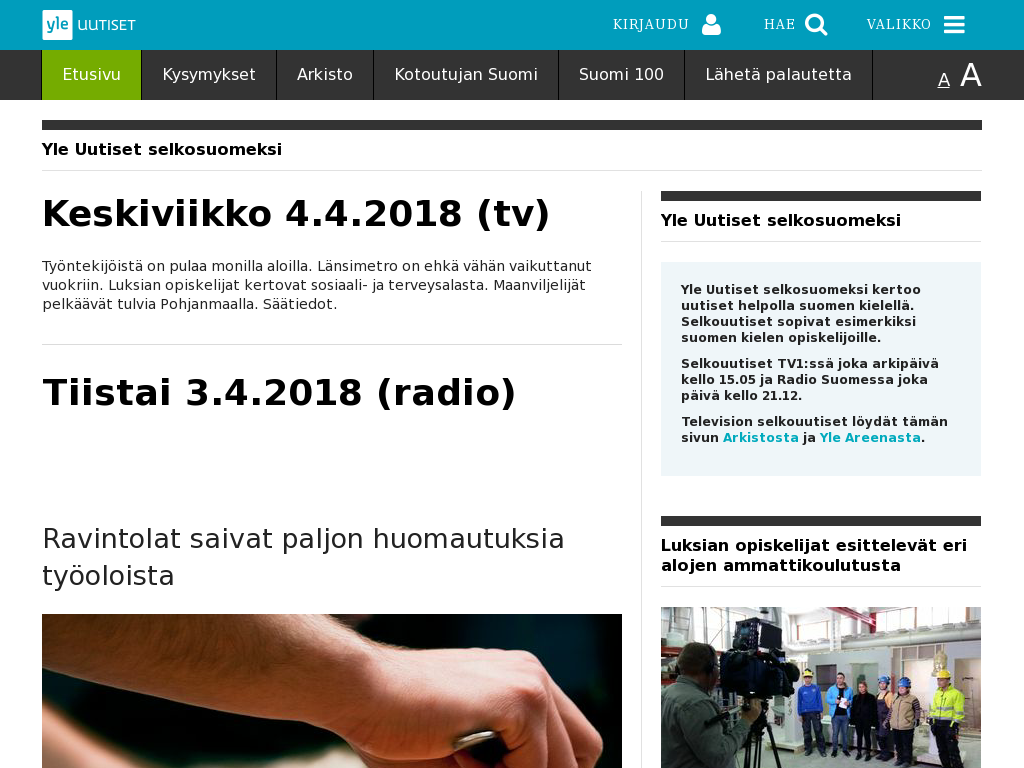 yle UUTISET
KIRJAUDU
HAE
VALIKKO
Etusivu
Kysymykset
Arkisto
Kotoutujan Suomi
Suomi 100
Lähetä palautetta
A A
Yle Uutiset selkosuomeksi
Keskiviikko 4.4.2018 (tv)
Työntekijöistä on pulaa monilla aloilla. Länsimetro on ehkä vähän vaikuttanut
vuokriin. Luksian opiskelijat kertovat sosiaali- ja terveysalasta. Maanviljelijät
pelkäävät tulvia Pohjanmaalla. Säätiedot.
Tiistai 3.4.2018 (radio)
Ravintolat saivat paljon huomautuksia
työoloista
Yle Uutiset selkosuomeksi
Yle Uutiset selkosuomeksi kertoo
uutiset helpolla suomen kielellä.
Selkouutiset sopivat esimerkiksi
suomen kielen opiskelijoille.
Selkouutiset TV1:ssä joka arkipäivä
kello 15.05 ja Radio Suomessa joka
päivä kello 21.12.
Television selkouutiset löydät tämän
sivun Arkistosta ja Yle Areenasta.
Luksian opiskelijat esittelevät eri
alojen ammattikoulutusta